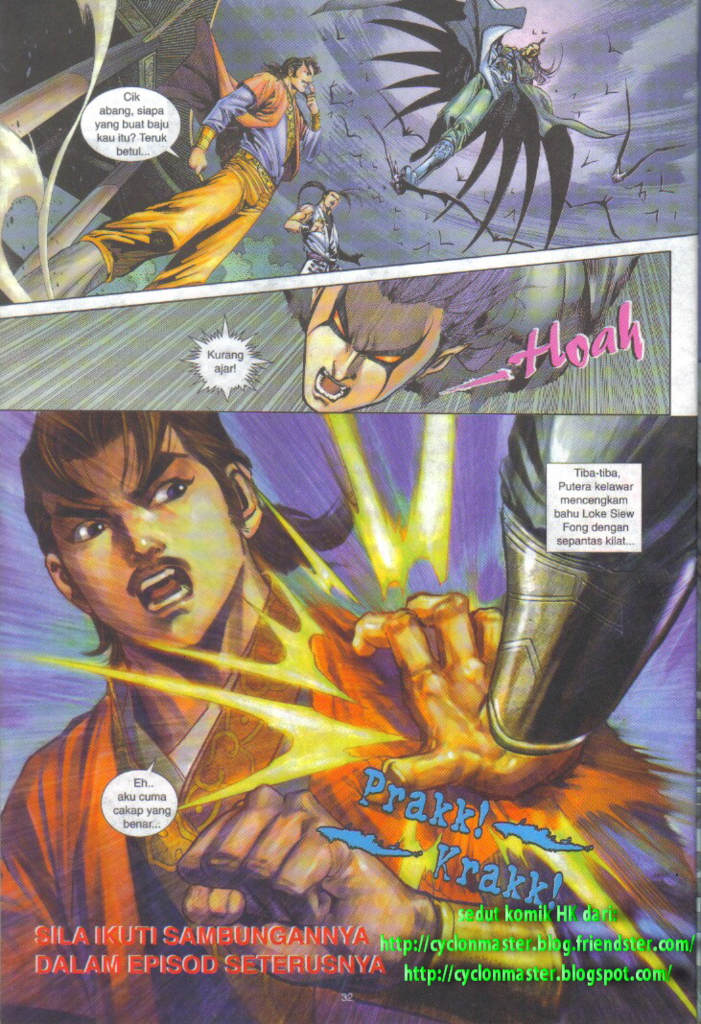 Cik
abang, siapa
yang buat baju
kau itu? Teruk
betul...
Kurang
ajar!
Hoah
Tiba-tiba,
Putera kelawar
mencengkam
bahu Loke Siew
Fong dengan
sepantas kilat...
Eh..
aku cuma
cakap yang
benar...
Prakk!
Krakk!
SILA IKUTI SAMBUNGANNYA
DALAM EPISOD SETERUSNYA
sedut komik HK dari:
http://cyclonmaster.blog.friendster.com/
http://cyclonmaster.blogspot.com/
32